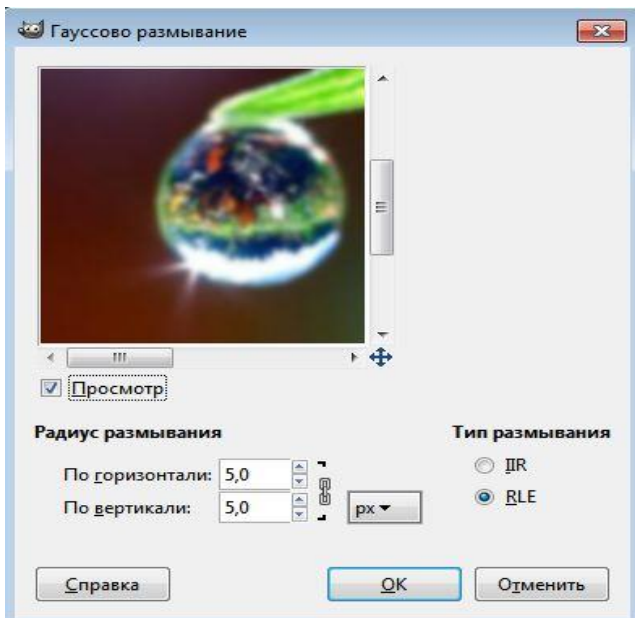 Гауссово размывание
Просмотр
Радиус размывания
По горизонтали: 5,0
По вертикали: 5,0
px
Тип размывания
IIR
RLE
Справка
OK
Отменить